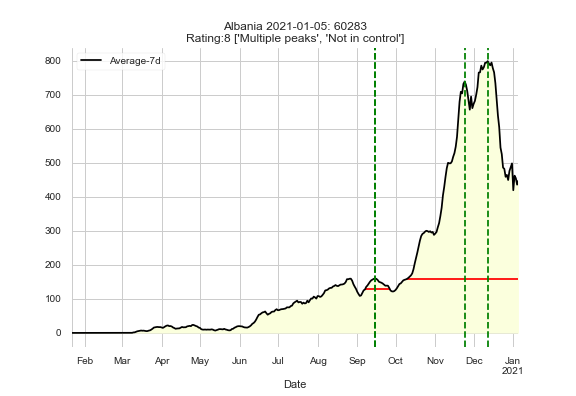 Albania 2021-01-05: 60283
Rating:8 ['Multiple peaks', 'Not in control']
Average-7d
800
700
600
500
400
300
200
100
0
Feb Mar Apr May Jun Jul Aug Sep Oct Nov Dec Jan
2021
Date